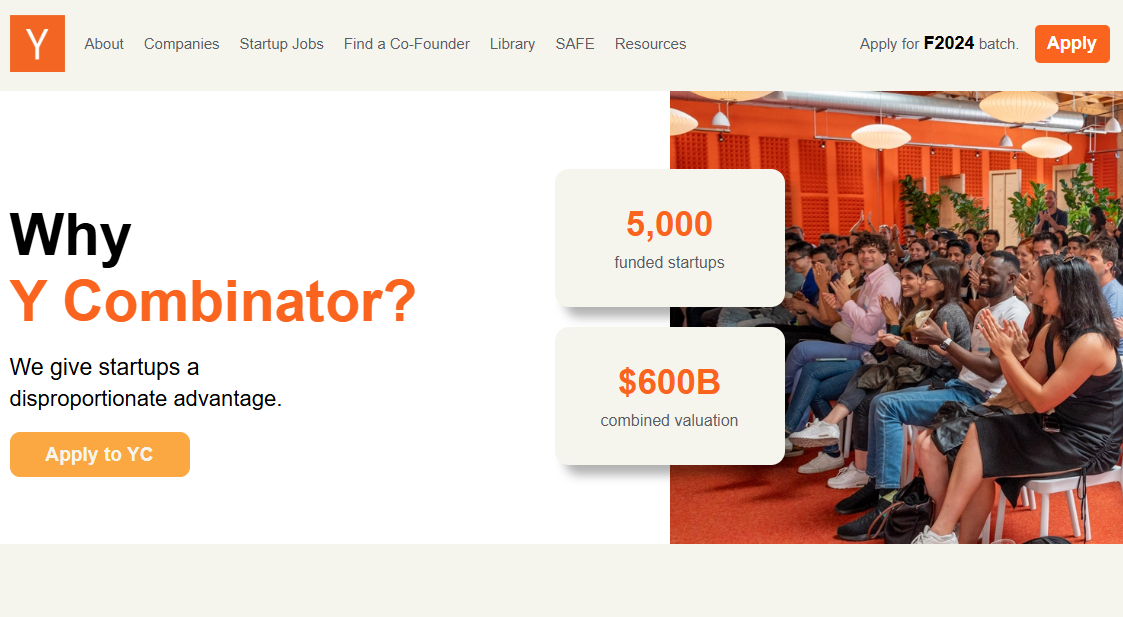 Y
About Companies Startup Jobs Find a Co-Founder Library SAFE Resources
Apply for F2024 batch.
Apply
Why
Y Combinator?
We give startups a
disproportionate advantage.
Apply to YC
5,000
funded startups
$600B
combined valuation